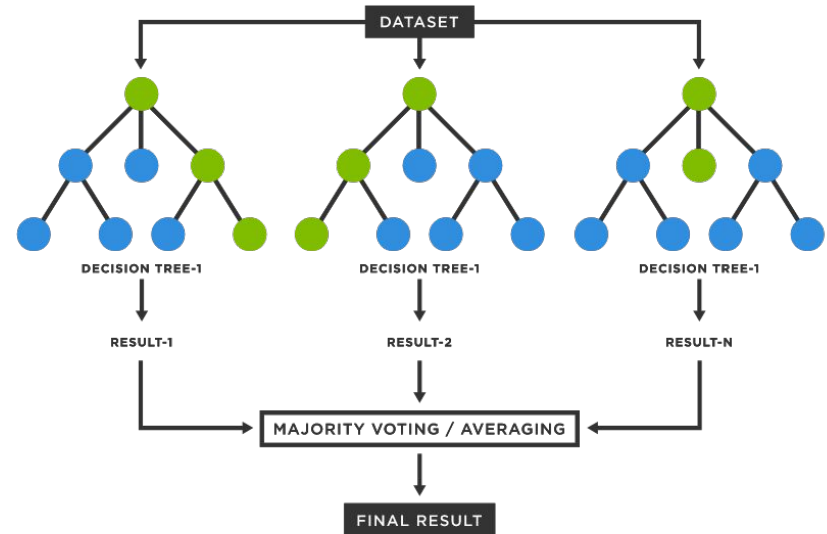 DATASET
DECISION TREE-1
DECISION TREE-1
DECISION TREE-1
RESULT-1
RESULT-2
RESULT-N
MAJORITY VOTING / AVERAGING
FINAL RESULT